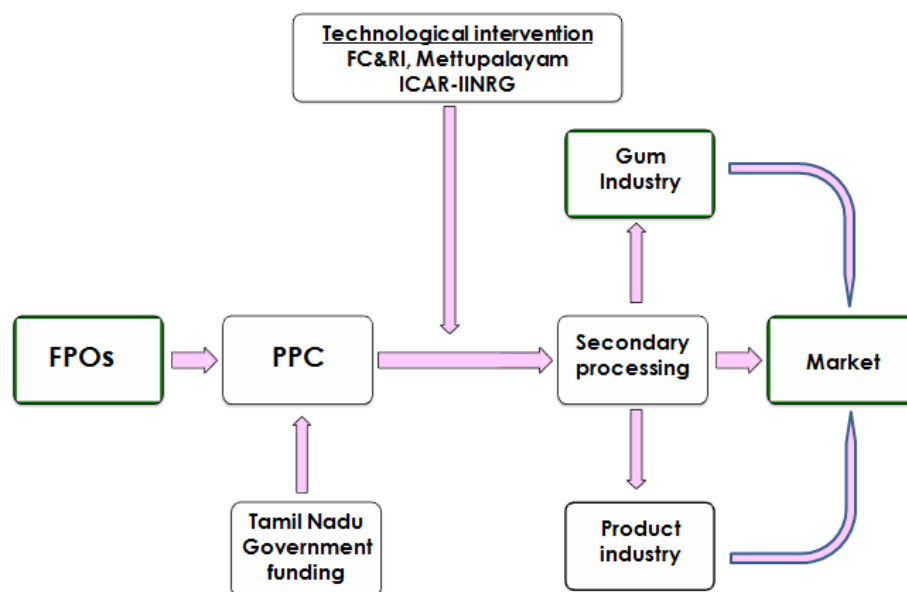 Technological intervention
FC&RI, Mettupalayam
ICAR-IINRG
Gum
Industry
FPOs
PPC
Secondary
processing
Market
Tamil Nadu
Government
funding
Product
industry